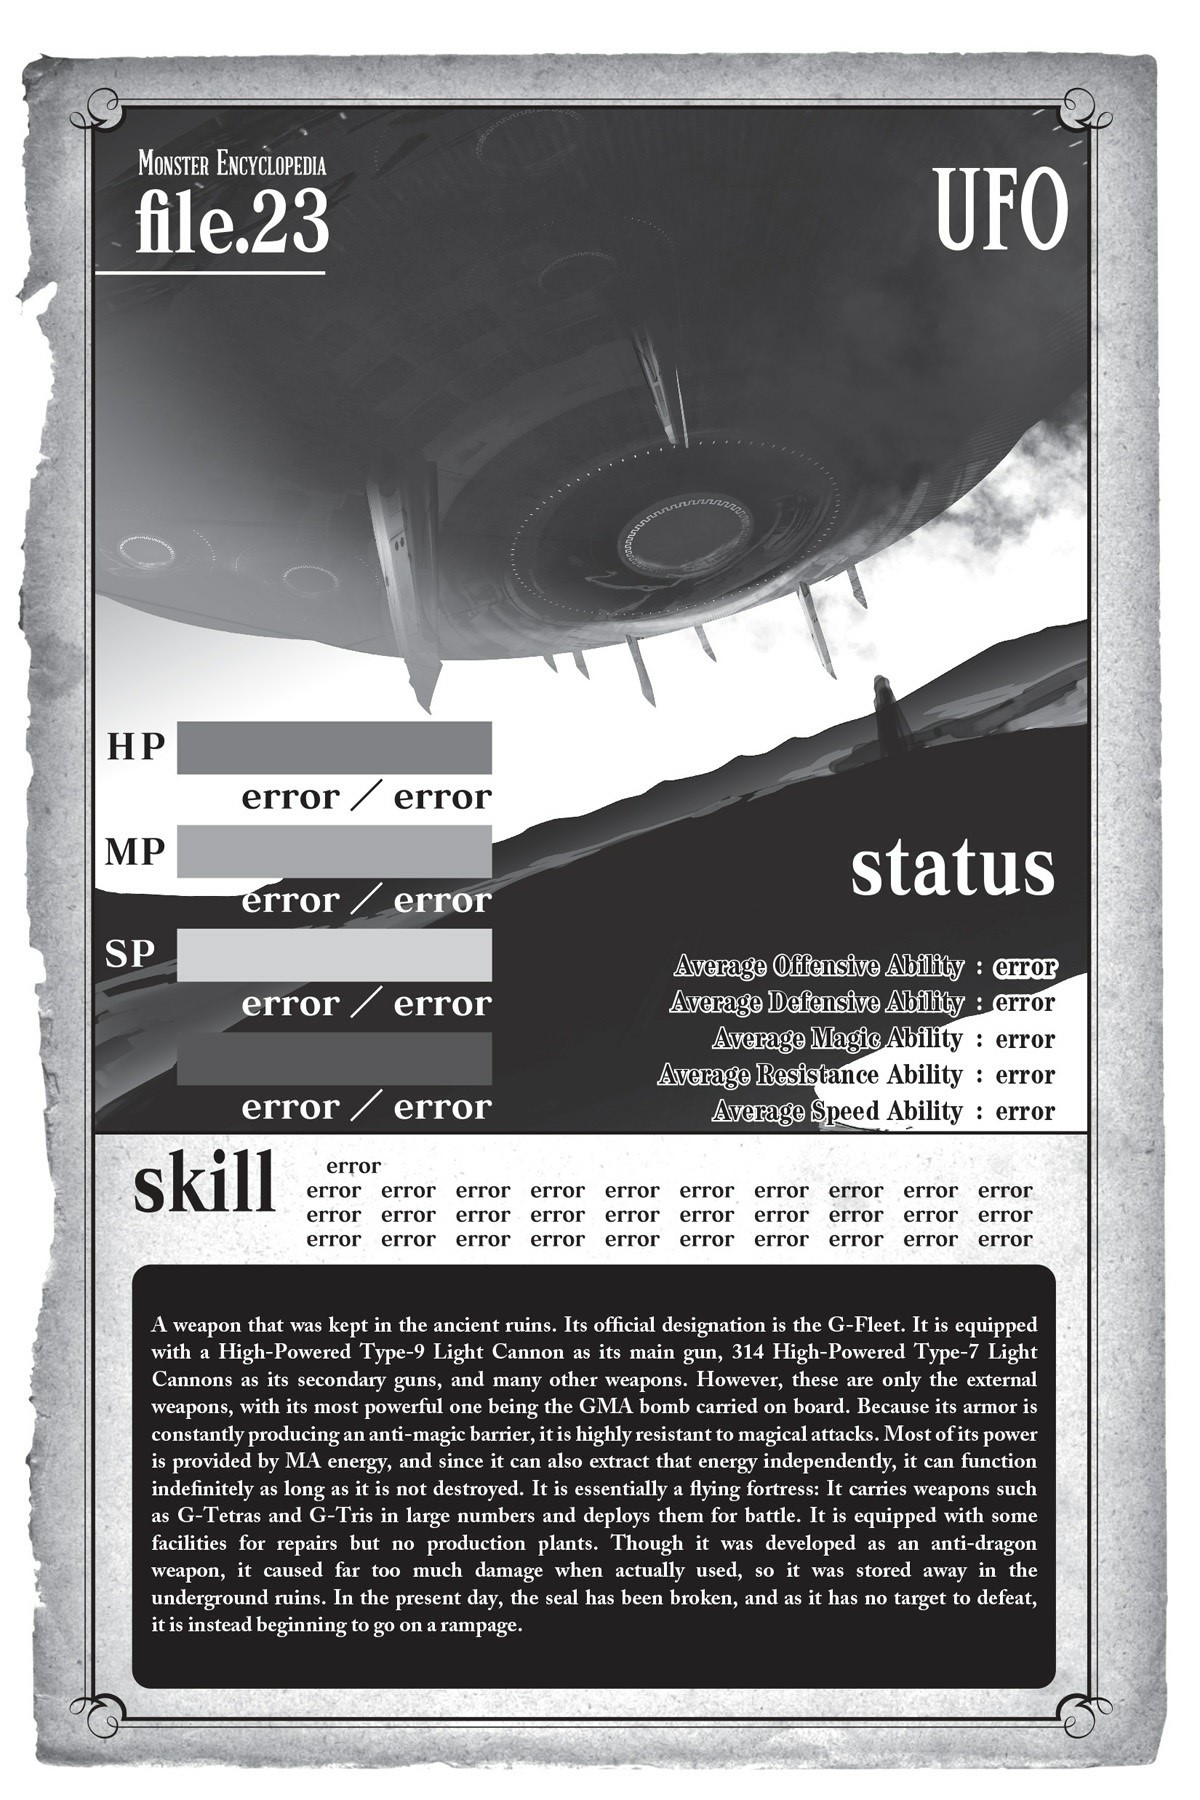 MONSTER ENCYCLOPEDIA
file.23
UFO
HP
error / error
MP
error / error
SP
error / error
error / error
status
Average Offensive Ability : error
Average Defensive Ability : error
Average Magic Ability : error
Average Resistance Ability : error
Average Speed Ability : error
skill
error
error error error error error error error error error error
error error error error error error error error error error
error error error error error error error error error error
A weapon that was kept in the ancient ruins. Its official designation is the G-Fleet. It is equipped
with a High-Powered Type-9 Light Cannon as its main gun, 314 High-Powered Type-7 Light
Cannons as its secondary guns, and many other weapons. However, these are only the external
weapons, with its most powerful one being the GMA bomb carried on board. Because its armor is
constantly producing an anti-magic barrier, it is highly resistant to magical attacks. Most of its power
is provided by MA energy, and since it can also extract that energy independently, it can function
indefinitely as long as it is not destroyed. It is essentially a flying fortress: It carries weapons such
as G-Tetras and G-Tris in large numbers and deploys them for battle. It is equipped with some
facilities for repairs but no production plants. Though it was developed as an anti-dragon
weapon, it caused far too much damage when actually used, so it was stored away in the
underground ruins. In the present day, the seal has been broken, and as it has no target to defeat,
it is instead beginning to go on a rampage.